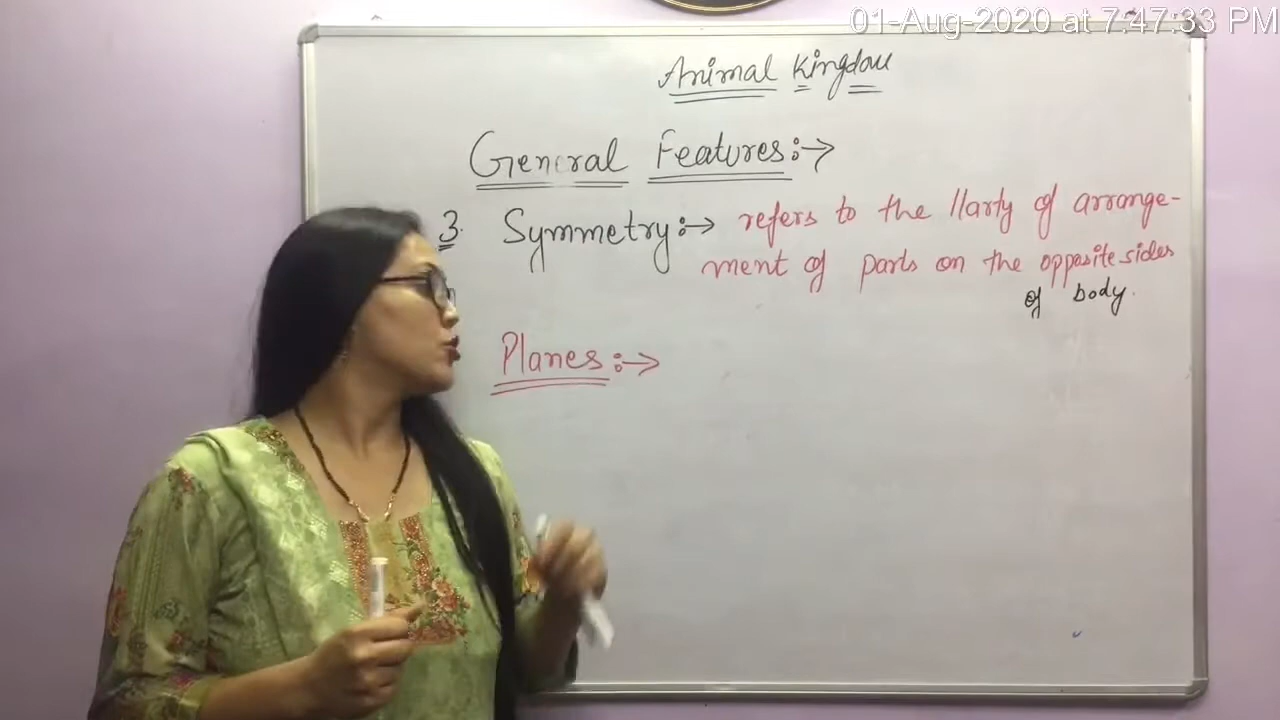 01-Aug-2020 at 7:47:33 PM
Animal Kingdom
General Features:→
3. Symmetry:→ refers to the llarty of arrange-
ment of parts on the opposite sides
of body.
Planes:→